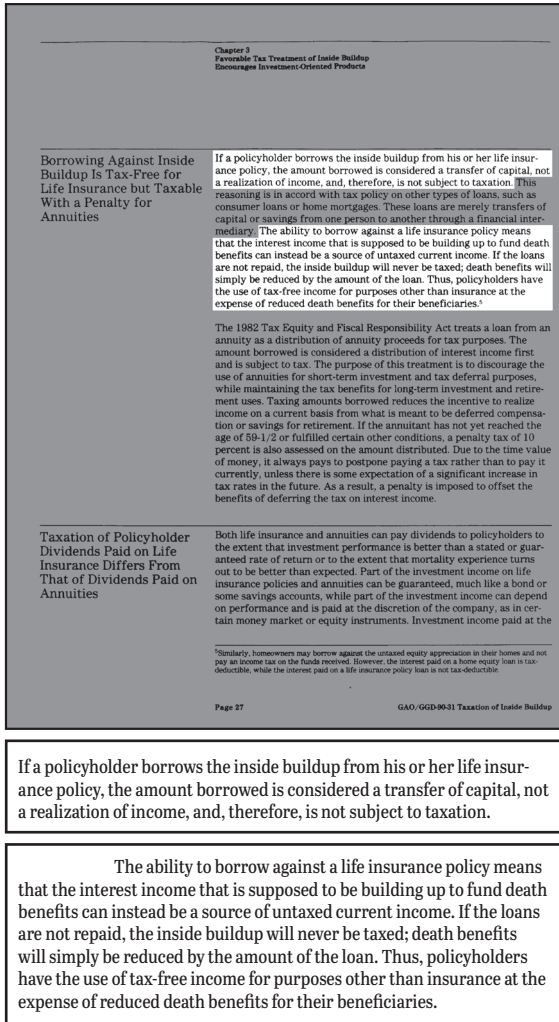 Chapter 3
Favorable Tax Treatment of Inside Buildup
Encourages Investment-Oriented Products
Borrowing Against Inside
Buildup Is Tax-Free for
Life Insurance but Taxable
With a Penalty for
Annuities
If a policyholder borrows the inside buildup from his or her life insur-
ance policy, the amount borrowed is considered a transfer of capital, not
a realization of income, and, therefore, is not subject to taxation. This
reasoning is in accord with tax policy on other types of loans, such as
consumer loans or home mortgages. These loans are merely transfers of
capital or savings from one person to another through a financial inter-
mediary. The ability to borrow against a life insurance policy means
that the interest income that is supposed to be building up to fund death
benefits can instead be a source of untaxed current income. If the loans
are not repaid, the inside buildup will never be taxed; death benefits will
simply be reduced by the amount of the loan. Thus, policyholders have
the use of tax-free income for purposes other than insurance at the
expense of reduced death benefits for their beneficiaries.⁵
The 1982 Tax Equity and Fiscal Responsibility Act treats a loan from an
annuity as a distribution of annuity proceeds for tax purposes. The
amount borrowed is considered a distribution of interest income first
and is subject to tax. The purpose of this treatment is to discourage the
use of annuities for short-term investment and tax deferral purposes,
while maintaining the tax benefits for long-term investment and retire-
ment uses. Taxing amounts borrowed reduces the incentive to realize
income on a current basis from what is meant to be deferred compensa-
tion or savings for retirement. If the annuitant has not yet reached the
age of 59-1/2 or fulfilled certain other conditions, a penalty tax of 10
percent is also assessed on the amount distributed. Due to the time value
of money, it always pays to postpone paying a tax rather than to pay it
currently, unless there is some expectation of a significant increase in
tax rates in the future. As a result, a penalty is imposed to offset the
benefits of deferring the tax on interest income.
Taxation of Policyholder
Dividends Paid on Life
Insurance Differs From
That of Dividends Paid on
Annuities
Both life insurance and annuities can pay dividends to policyholders to
the extent that investment performance is better than a stated or guar-
anteed rate of return or to the extent that mortality experience turns
out to be better than expected. Part of the investment income on life
insurance policies and annuities can be guaranteed, much like a bond or
some savings accounts, while part of the investment income can depend
on performance and is paid at the discretion of the company, as in cer-
tain money market or equity instruments. Investment income paid at the
⁵Similarly, homeowners may borrow against the untaxed equity appreciation in their homes and not
pay an income tax on the funds received. However, the interest paid on a home equity loan is tax-
deductible, while the interest paid on a life insurance policy loan is not tax-deductible.
Page 27
GAO/GGD-90-31 Taxation of Inside Buildup
If a policyholder borrows the inside buildup from his or her life insur-
ance policy, the amount borrowed is considered a transfer of capital, not
a realization of income, and, therefore, is not subject to taxation.
The ability to borrow against a life insurance policy means
that the interest income that is supposed to be building up to fund death
benefits can instead be a source of untaxed current income. If the loans
are not repaid, the inside buildup will never be taxed; death benefits
will simply be reduced by the amount of the loan. Thus, policyholders
have the use of tax-free income for purposes other than insurance at the
expense of reduced death benefits for their beneficiaries.